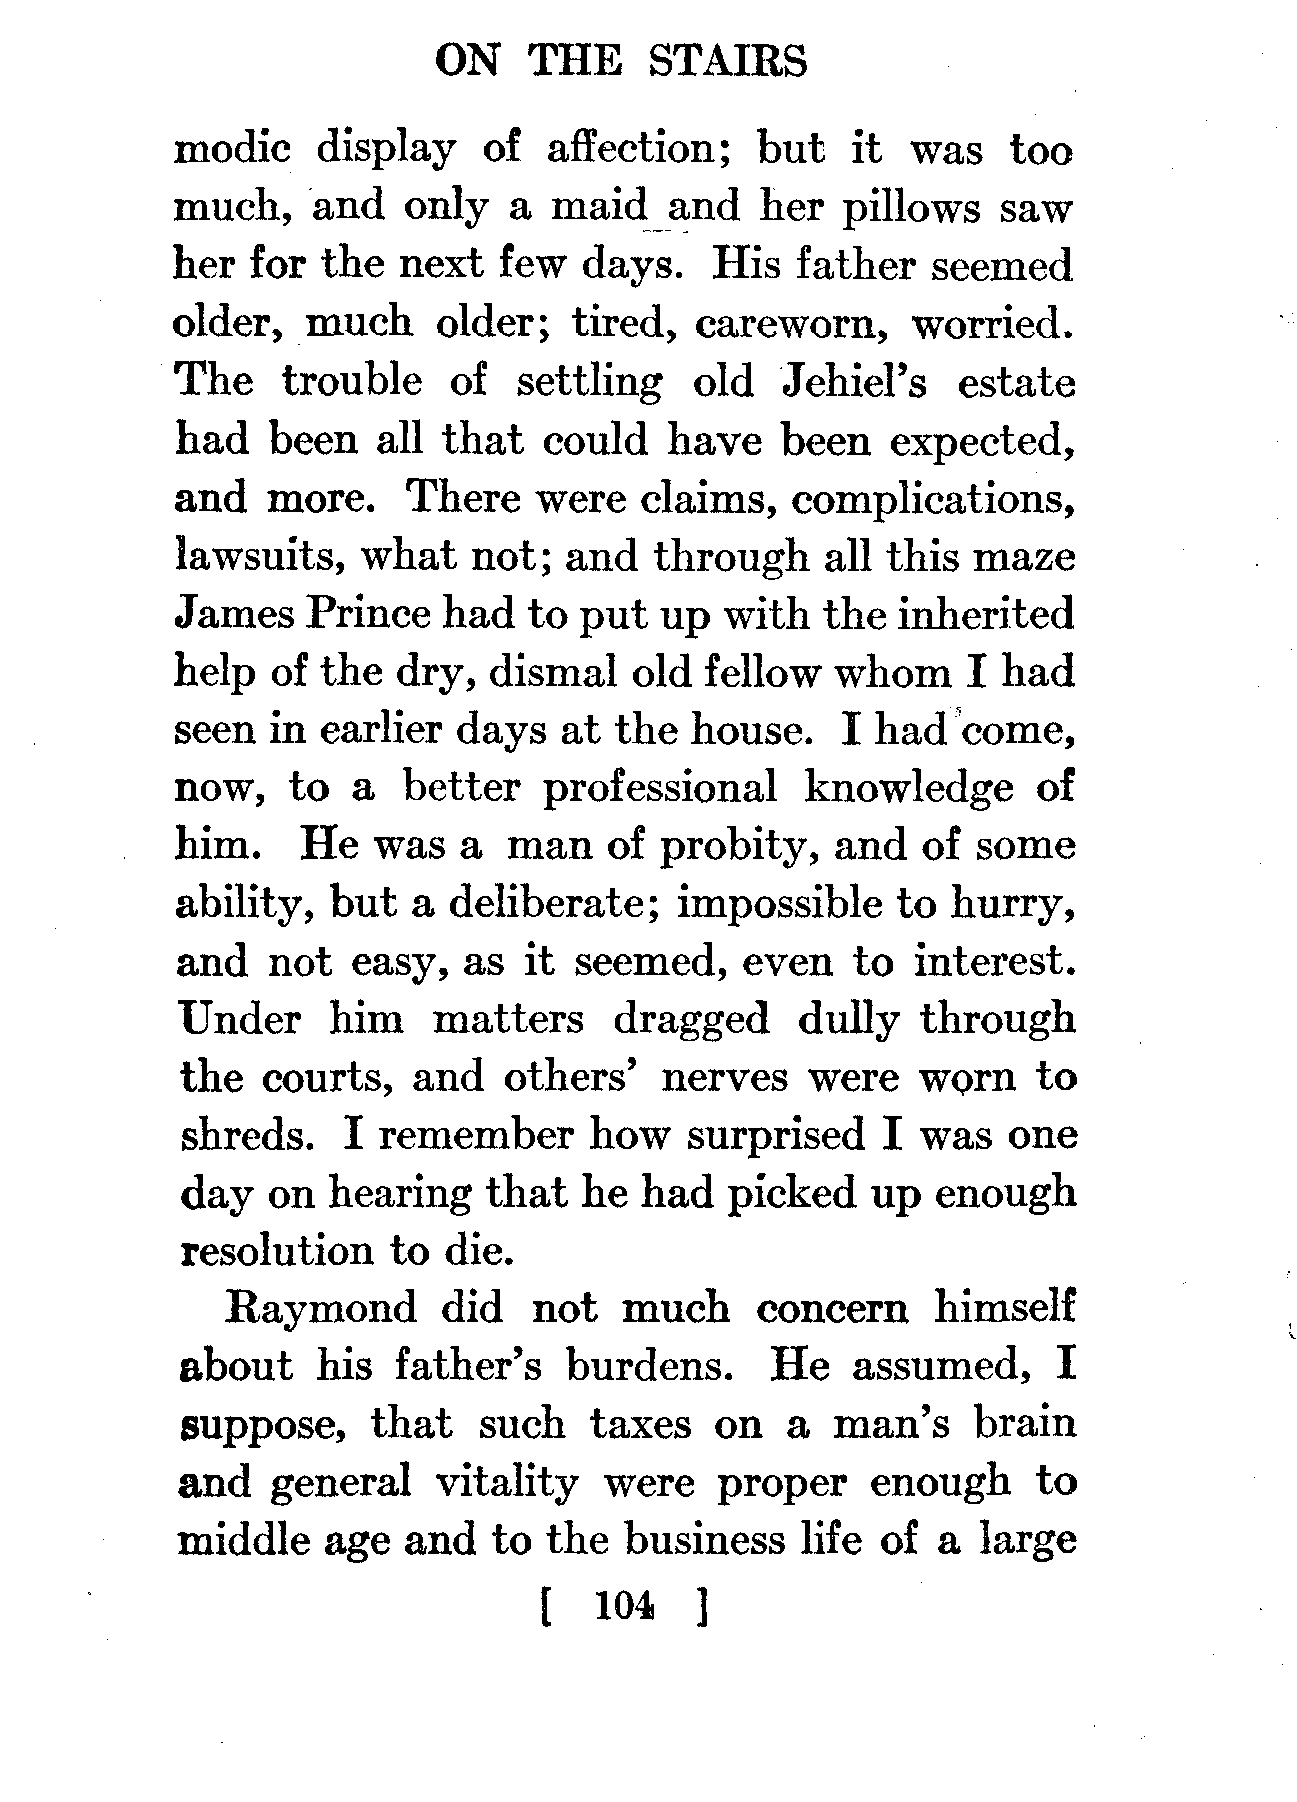 ON THE STAIRS
modic display of affection; but it was too
much, and only a maid and her pillows saw
her for the next few days. His father seemed
older, much older; tired, careworn, worried.
The trouble of settling old Jehiel's estate
had been all that could have been expected,
and more. There were claims, complications,
lawsuits, what not; and through all this maze
James Prince had to put up with the inherited
help of the dry, dismal old fellow whom I had
seen in earlier days at the house. I had come,
now, to a better professional knowledge of
him. He was a man of probity, and of some
ability, but a deliberate; impossible to hurry,
and not easy, as it seemed, even to interest.
Under him matters dragged dully through
the courts, and others' nerves were worn to
shreds. I remember how surprised I was one
day on hearing that he had picked up enough
resolution to die.
Raymond did not much concern himself
about his father's burdens. He assumed, I
suppose, that such taxes on a man's brain
and general vitality were proper enough to
middle age and to the business life of a large
[ 104 ]